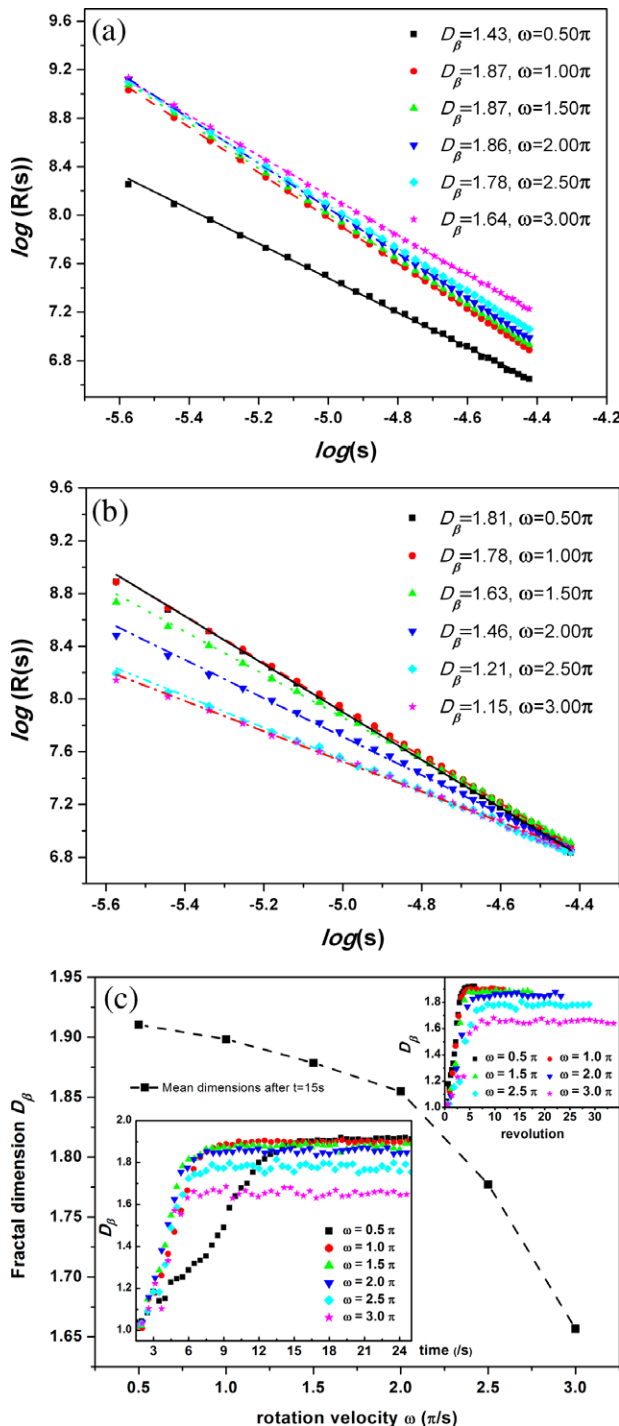 (a)
D_β=1.43, ω=0.50π
D_β=1.87, ω=1.00π
D_β=1.87, ω=1.50π
D_β=1.86, ω=2.00π
D_β=1.78, ω=2.50π
D_β=1.64, ω=3.00π
9.6
9.2
8.8
8.4
8.0
7.6
7.2
6.8
log (R(s))
-5.6 -5.4 -5.2 -5.0 -4.8 -4.6 -4.4 -4.2
log(s)
(b)
D_β=1.81, ω=0.50π
D_β=1.78, ω=1.00π
D_β=1.63, ω=1.50π
D_β=1.46, ω=2.00π
D_β=1.21, ω=2.50π
D_β=1.15, ω=3.00π
9.6
9.2
8.8
8.4
8.0
7.6
7.2
6.8
log (R(s))
-5.6 -5.4 -5.2 -5.0 -4.8 -4.6 -4.4
log(s)
(c)
1.95
1.90
1.85
1.80
1.75
1.70
1.65
Fractal dimension D_β
Mean dimensions after t=15s
1.8
1.6
1.4
1.2
1.0
D_β
ω = 0.5 π ω = 1.0 π
ω = 1.5 π ω = 2.0 π
ω = 2.5 π ω = 3.0 π
0 5 10 15 20 25 30
revolution
2.0
1.8
1.6
1.4
1.2
1.0
D_β
ω = 0.5 π
ω = 1.0 π
ω = 1.5 π
ω = 2.0 π
ω = 2.5 π
ω = 3.0 π
3 6 9 12 15 18 21 24
time (/s)
0.5 1.0 1.5 2.0 2.5 3.0
rotation velocity ω (π/s)